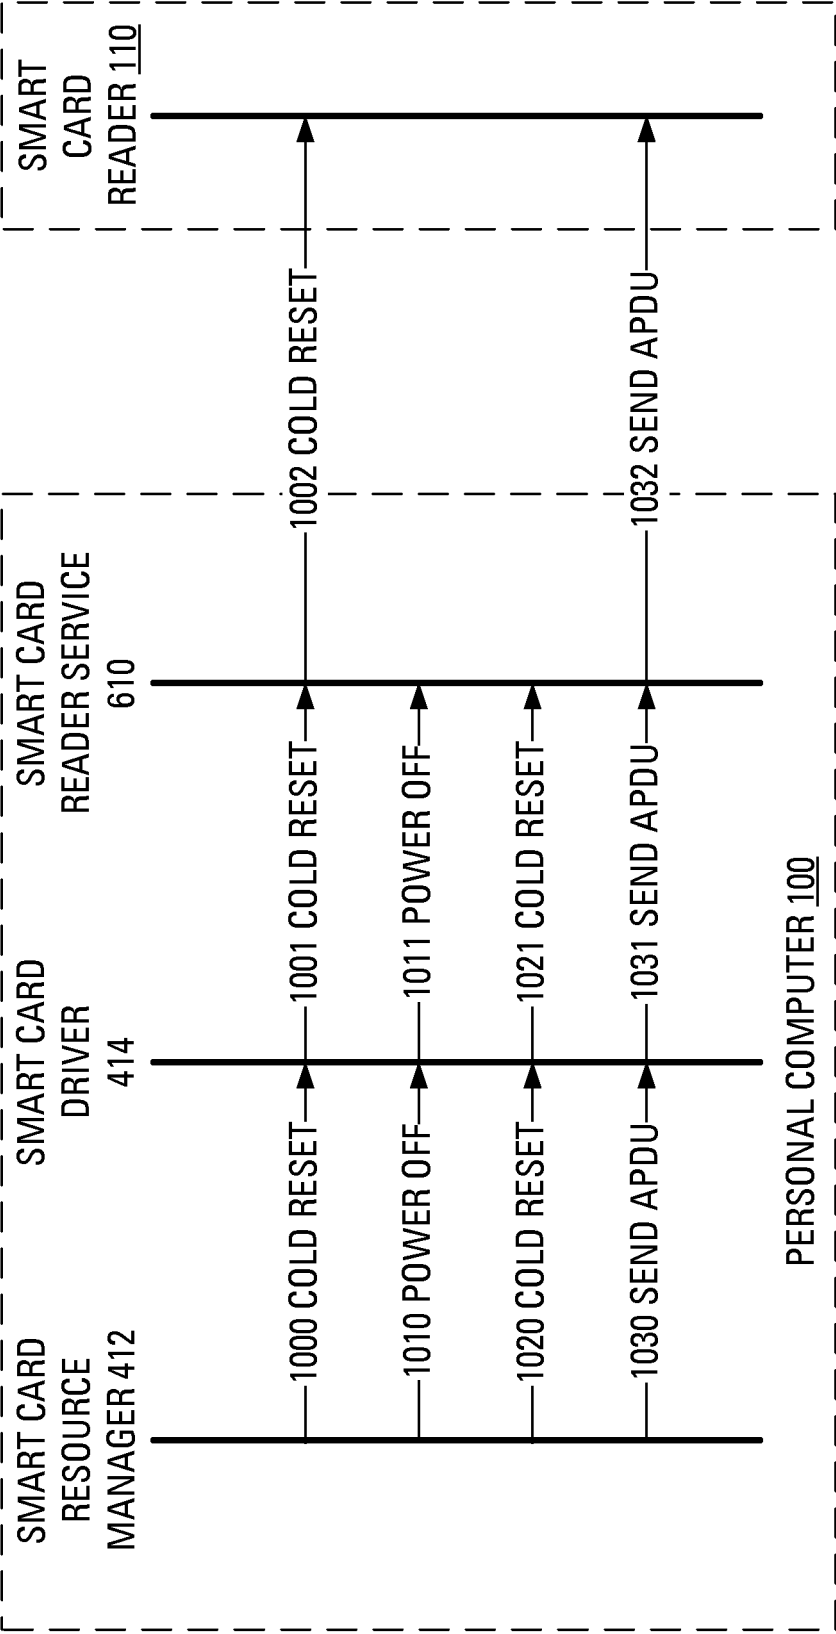 SMART CARD
RESOURCE
MANAGER 412
SMART CARD
DRIVER
414
SMART CARD
READER SERVICE
610
SMART
CARD
READER 110
1000 COLD RESET
1001 COLD RESET
1002 COLD RESET
1010 POWER OFF
1011 POWER OFF
1020 COLD RESET
1021 COLD RESET
1030 SEND APDU
1031 SEND APDU
1032 SEND APDU
PERSONAL COMPUTER 100